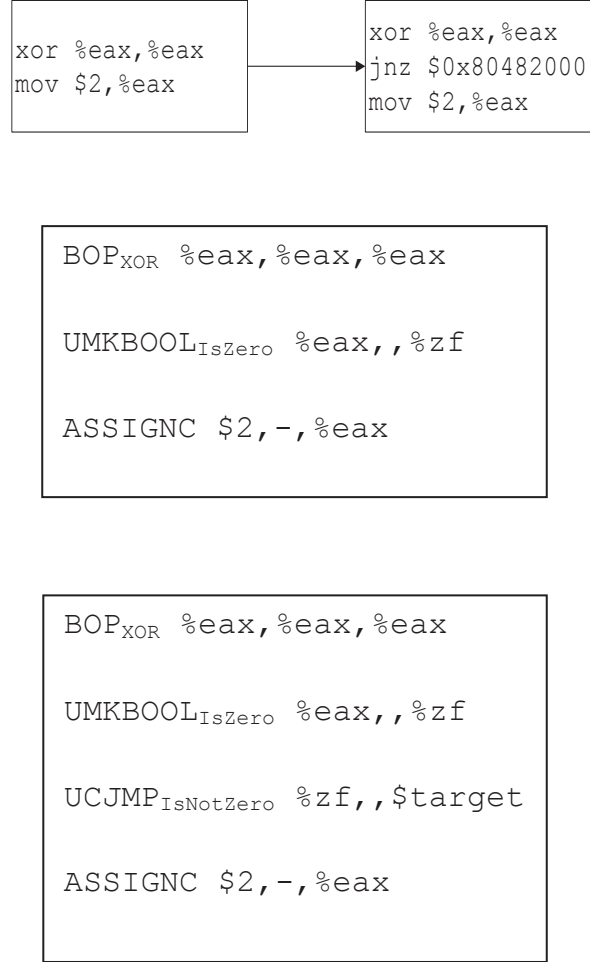 xor %eax,%eax
mov $2,%eax
xor %eax,%eax
jnz $0x80482000
mov $2,%eax
BOPXOR %eax,%eax,%eax
UMKBOOLIsZero %eax,,%zf
ASSIGNC $2,-,%eax
BOPXOR %eax,%eax,%eax
UMKBOOLIsZero %eax,,%zf
UCJMPIsNotZero %zf,,$target
ASSIGNC $2,-,%eax